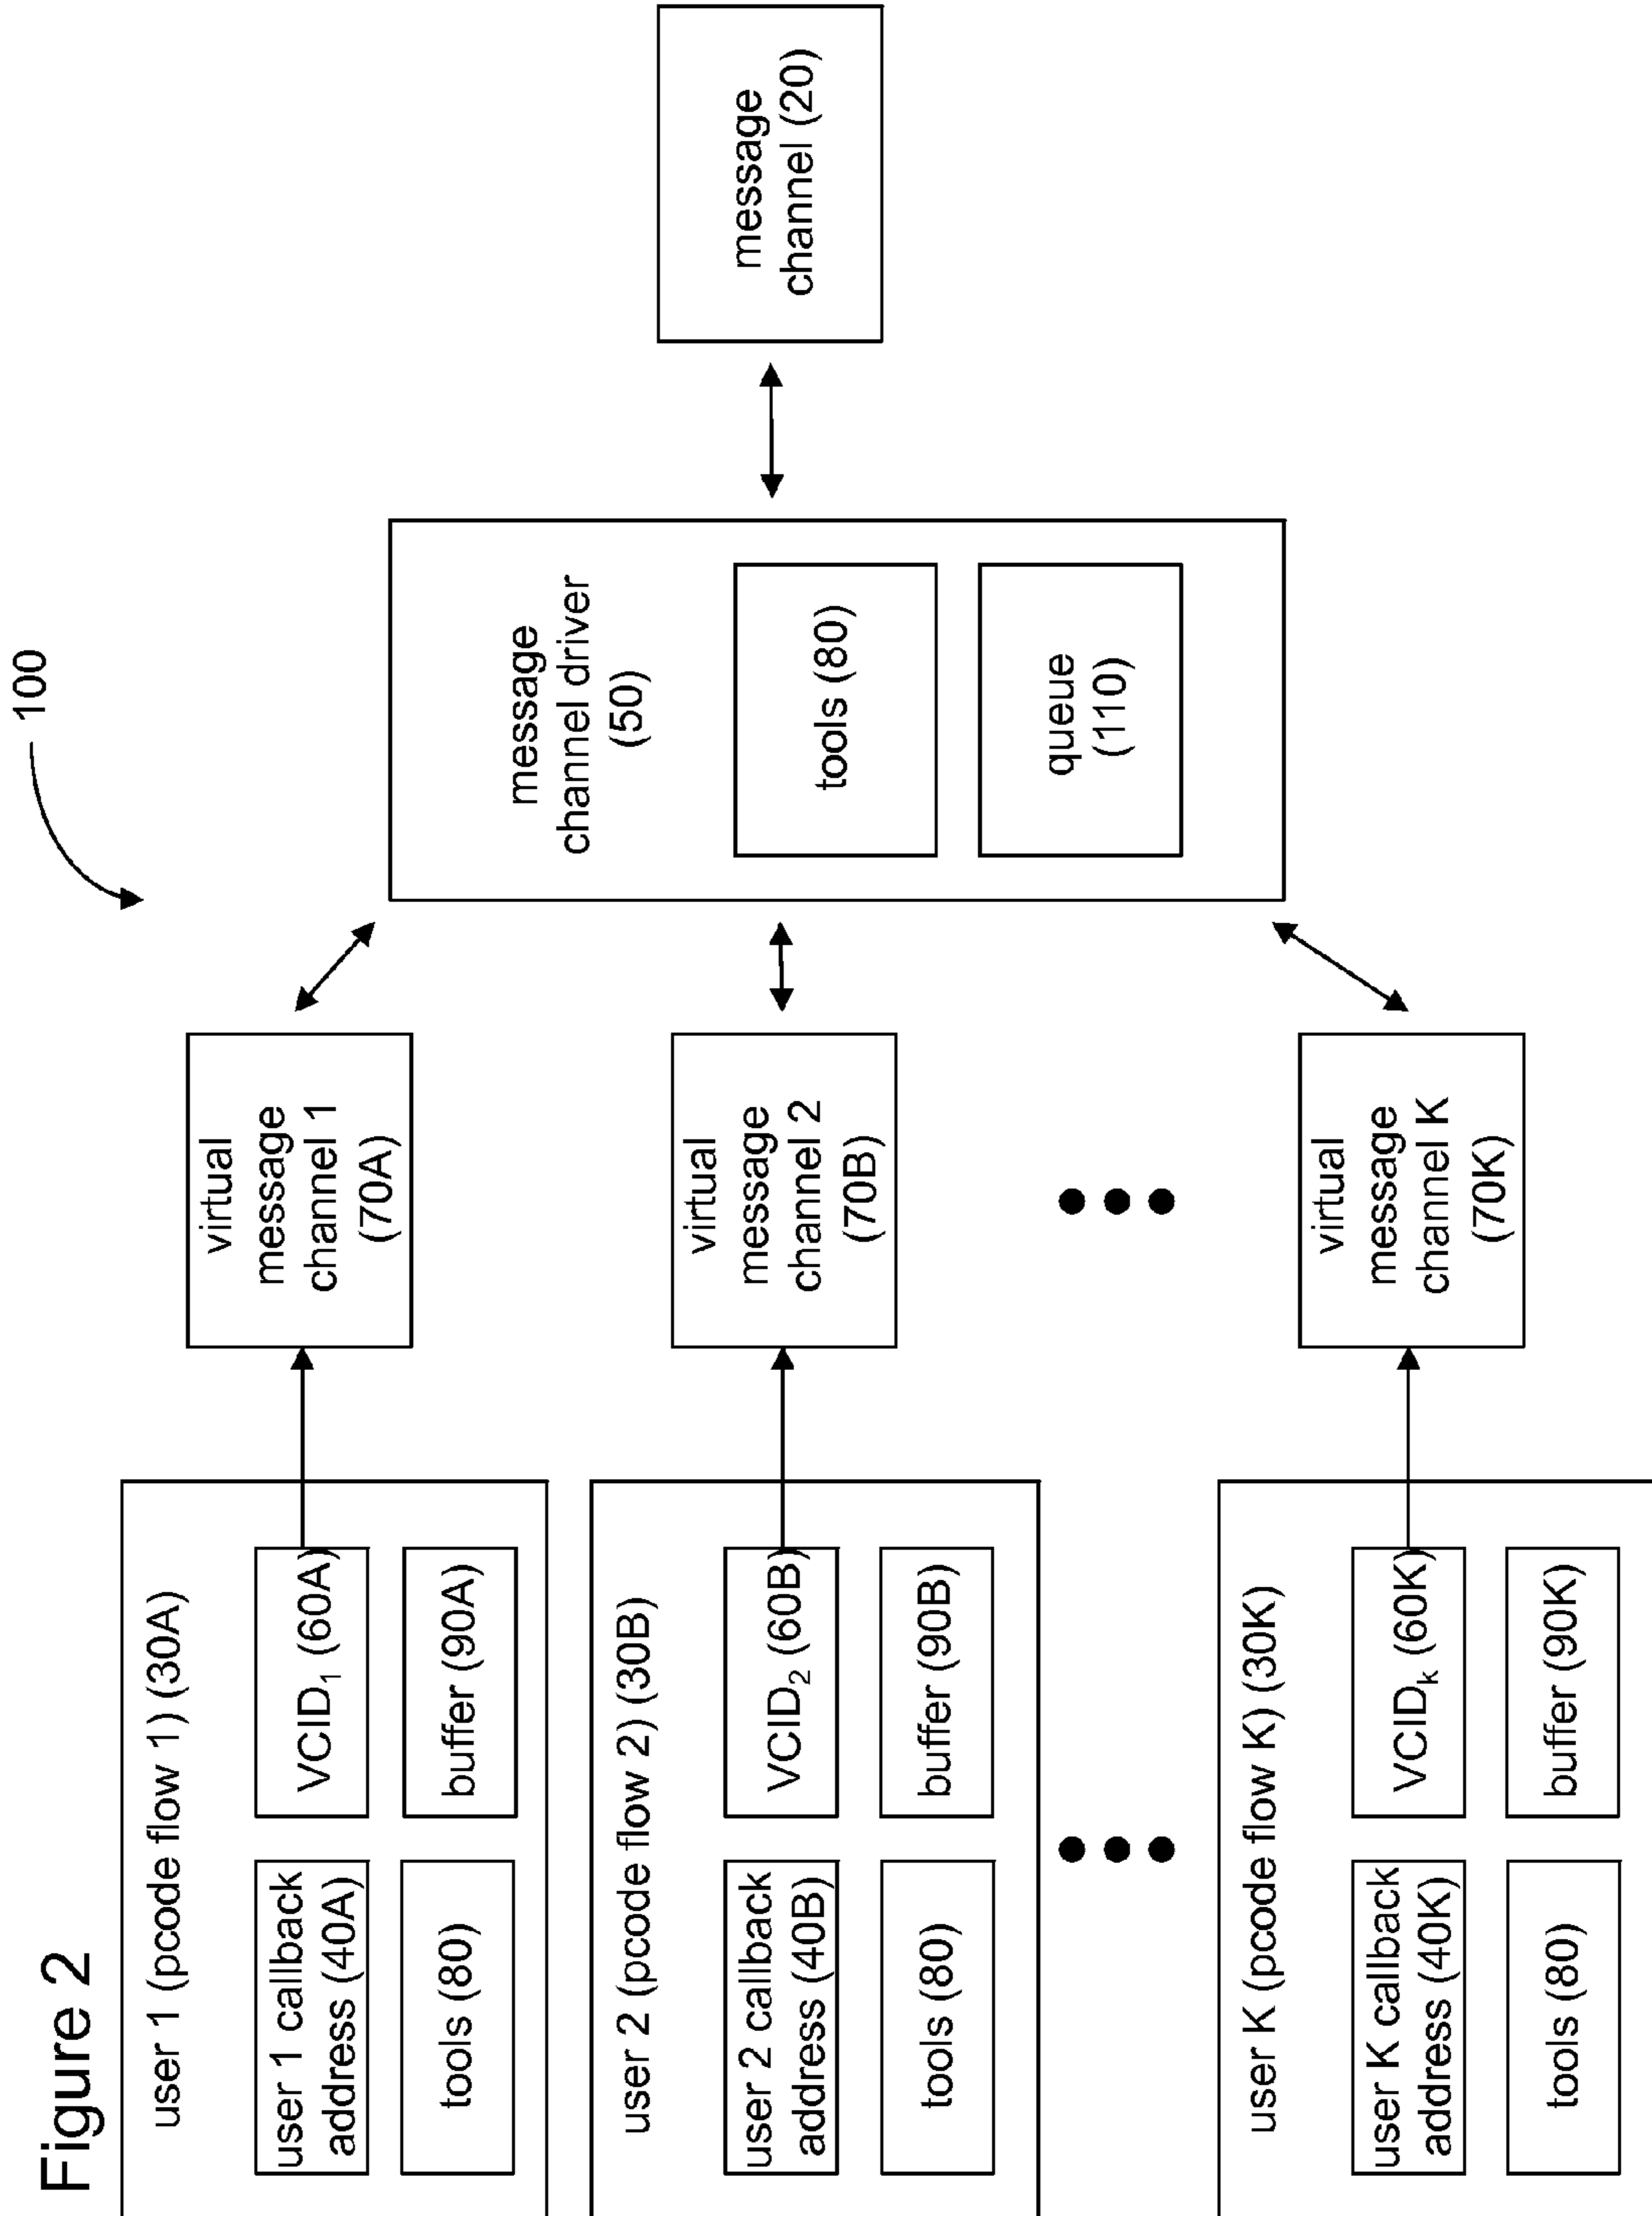 Figure 2
100
user 1 (pcode flow 1) (30A)
user 1 callback
address (40A)
VCID₁ (60A)
tools (80)
buffer (90A)
virtual
message
channel 1
(70A)
user 2 (pcode flow 2) (30B)
user 2 callback
address (40B)
VCID₂ (60B)
tools (80)
buffer (90B)
virtual
message
channel 2
(70B)
user K (pcode flow K) (30K)
user K callback
address (40K)
VCIDₖ (60K)
tools (80)
buffer (90K)
virtual
message
channel K
(70K)
message
channel driver
(50)
tools (80)
queue
(110)
message
channel (20)